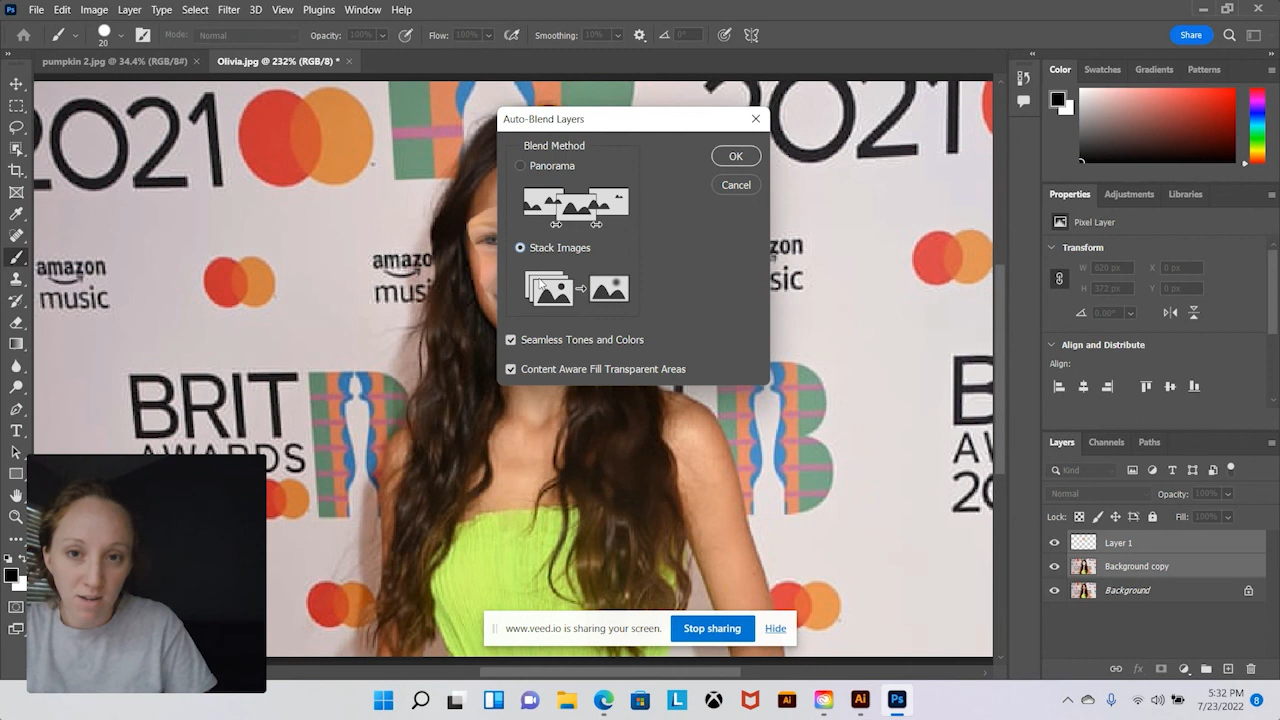 Ps File Edit Image Layer Type Select Filter 3D View Plugins Window Help
20 Mode: Normal Opacity: 100% Flow: 100% Smoothing: 10% 0° Share
pumpkin 2.jpg @ 34.4% (RGB/8#) × Olivia.jpg @ 232% (RGB/8) * ×
Color Swatches Gradients Patterns
2021
Auto-Blend Layers
Blend Method
Panorama
OK
Cancel
Stack Images
Seamless Tones and Colors
Content Aware Fill Transparent Areas
amazon
music
amazon
music
BRIT
AWARDS
Properties Adjustments Libraries
Pixel Layer
Transform
W 620 px X 0 px
H 372 px Y 0 px
0.00°
Align and Distribute
Align:
Layers Channels Paths
Kind
Normal Opacity: 100%
Lock: Fill: 100%
Layer 1
Background copy
Background
www.veed.io is sharing your screen. Stop sharing Hide
L Ai Ai Ps
5:32 PM
7/23/2022
8